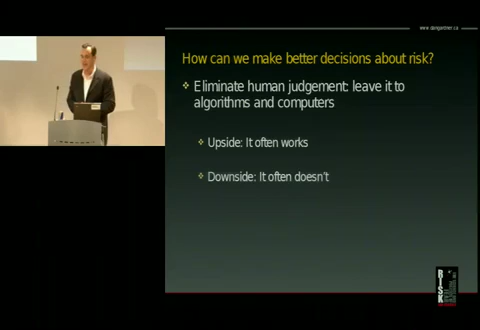 www.dangardner.ca
How can we make better decisions about risk?
Eliminate human judgement: leave it to
algorithms and computers
Upside: It often works
Downside: It often doesn't
RISK